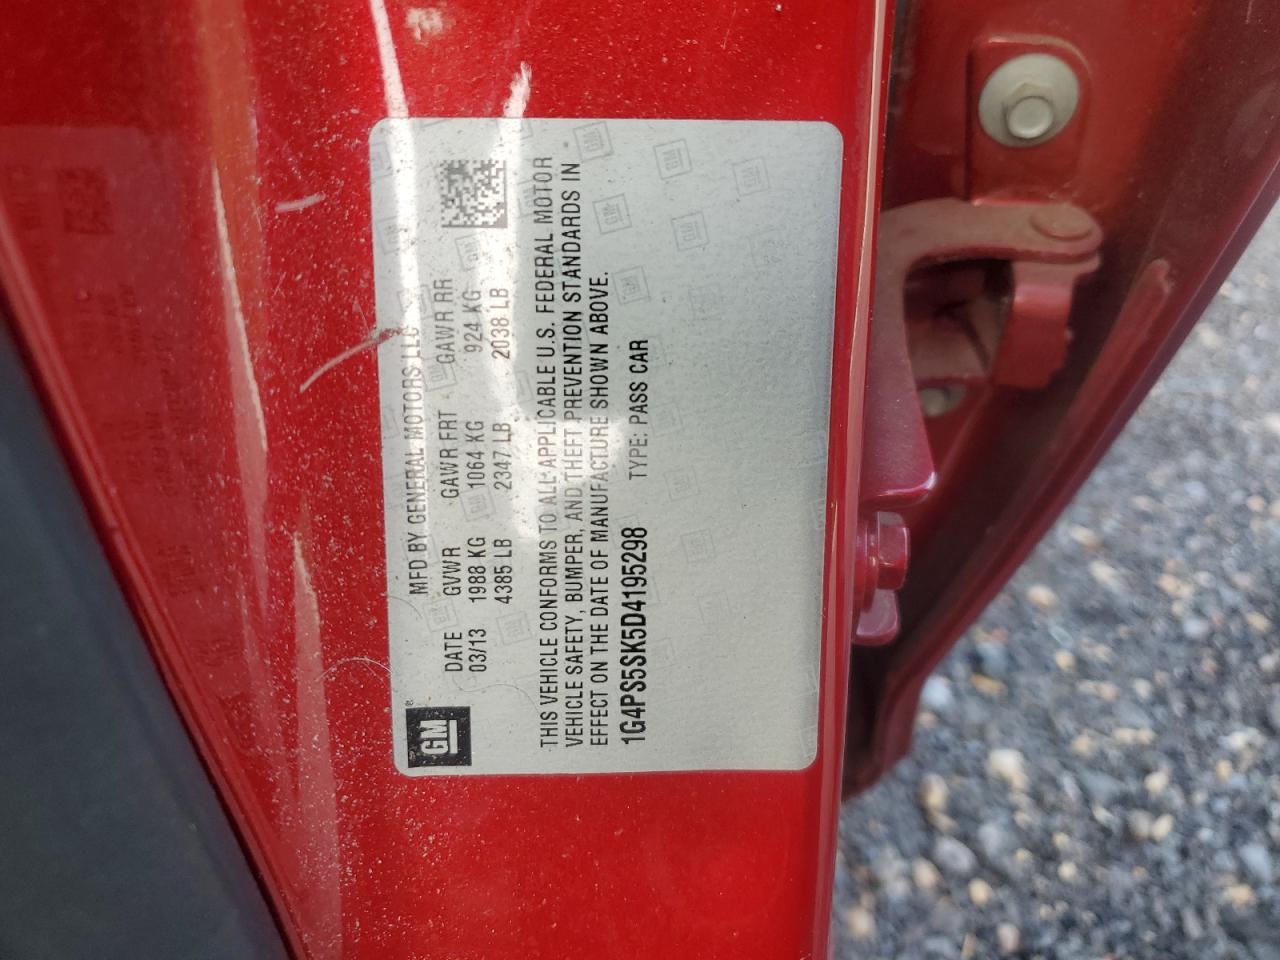 GM
MFD BY GENERAL MOTORS LLC
DATE GVWR GAWR FRT GAWR RR
03/13 1988 KG 1064 KG 924 KG
4385 LB 2347 LB 2038 LB
THIS VEHICLE CONFORMS TO ALL APPLICABLE U.S. FEDERAL MOTOR
VEHICLE SAFETY, BUMPER, AND THEFT PREVENTION STANDARDS IN
EFFECT ON THE DATE OF MANUFACTURE SHOWN ABOVE.
1G4PS5SK5D4195298 TYPE: PASS CAR